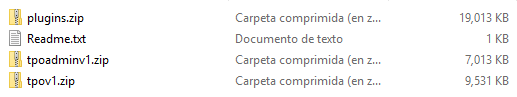 plugins.zip Carpeta comprimida (en z... 19,013 KB
Readme.txt Documento de texto 1 KB
tpoadminv1.zip Carpeta comprimida (en z... 7,013 KB
tpov1.zip Carpeta comprimida (en z... 9,531 KB